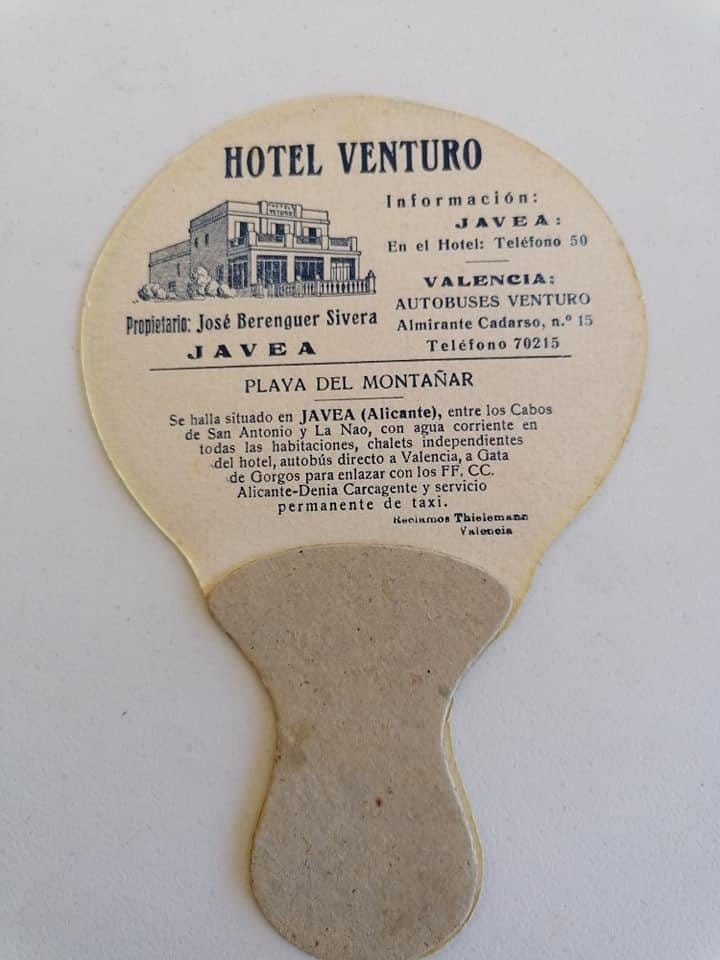 HOTEL VENTURO
HOTEL
VETURO
Propietario: José Berenguer Sivera
JAVEA
Información:
JAVEA:
En el Hotel: Teléfono 50
VALENCIA:
AUTOBUSES VENTURO
Almirante Cadarso, n.º 15
Teléfono 70215
PLAYA DEL MONTAÑAR
Se halla situado en JAVEA (Alicante), entre los Cabos
de San Antonio y La Nao, con agua corriente en
todas las habitaciones, chalets independientes
del hotel, autobús directo a Valencia, a Gata
de Gorgos para enlazar con los FF. CC.
Alicante-Denia Carcagente y servicio
permanente de taxi.
Reclamos Thielemann
Valencia